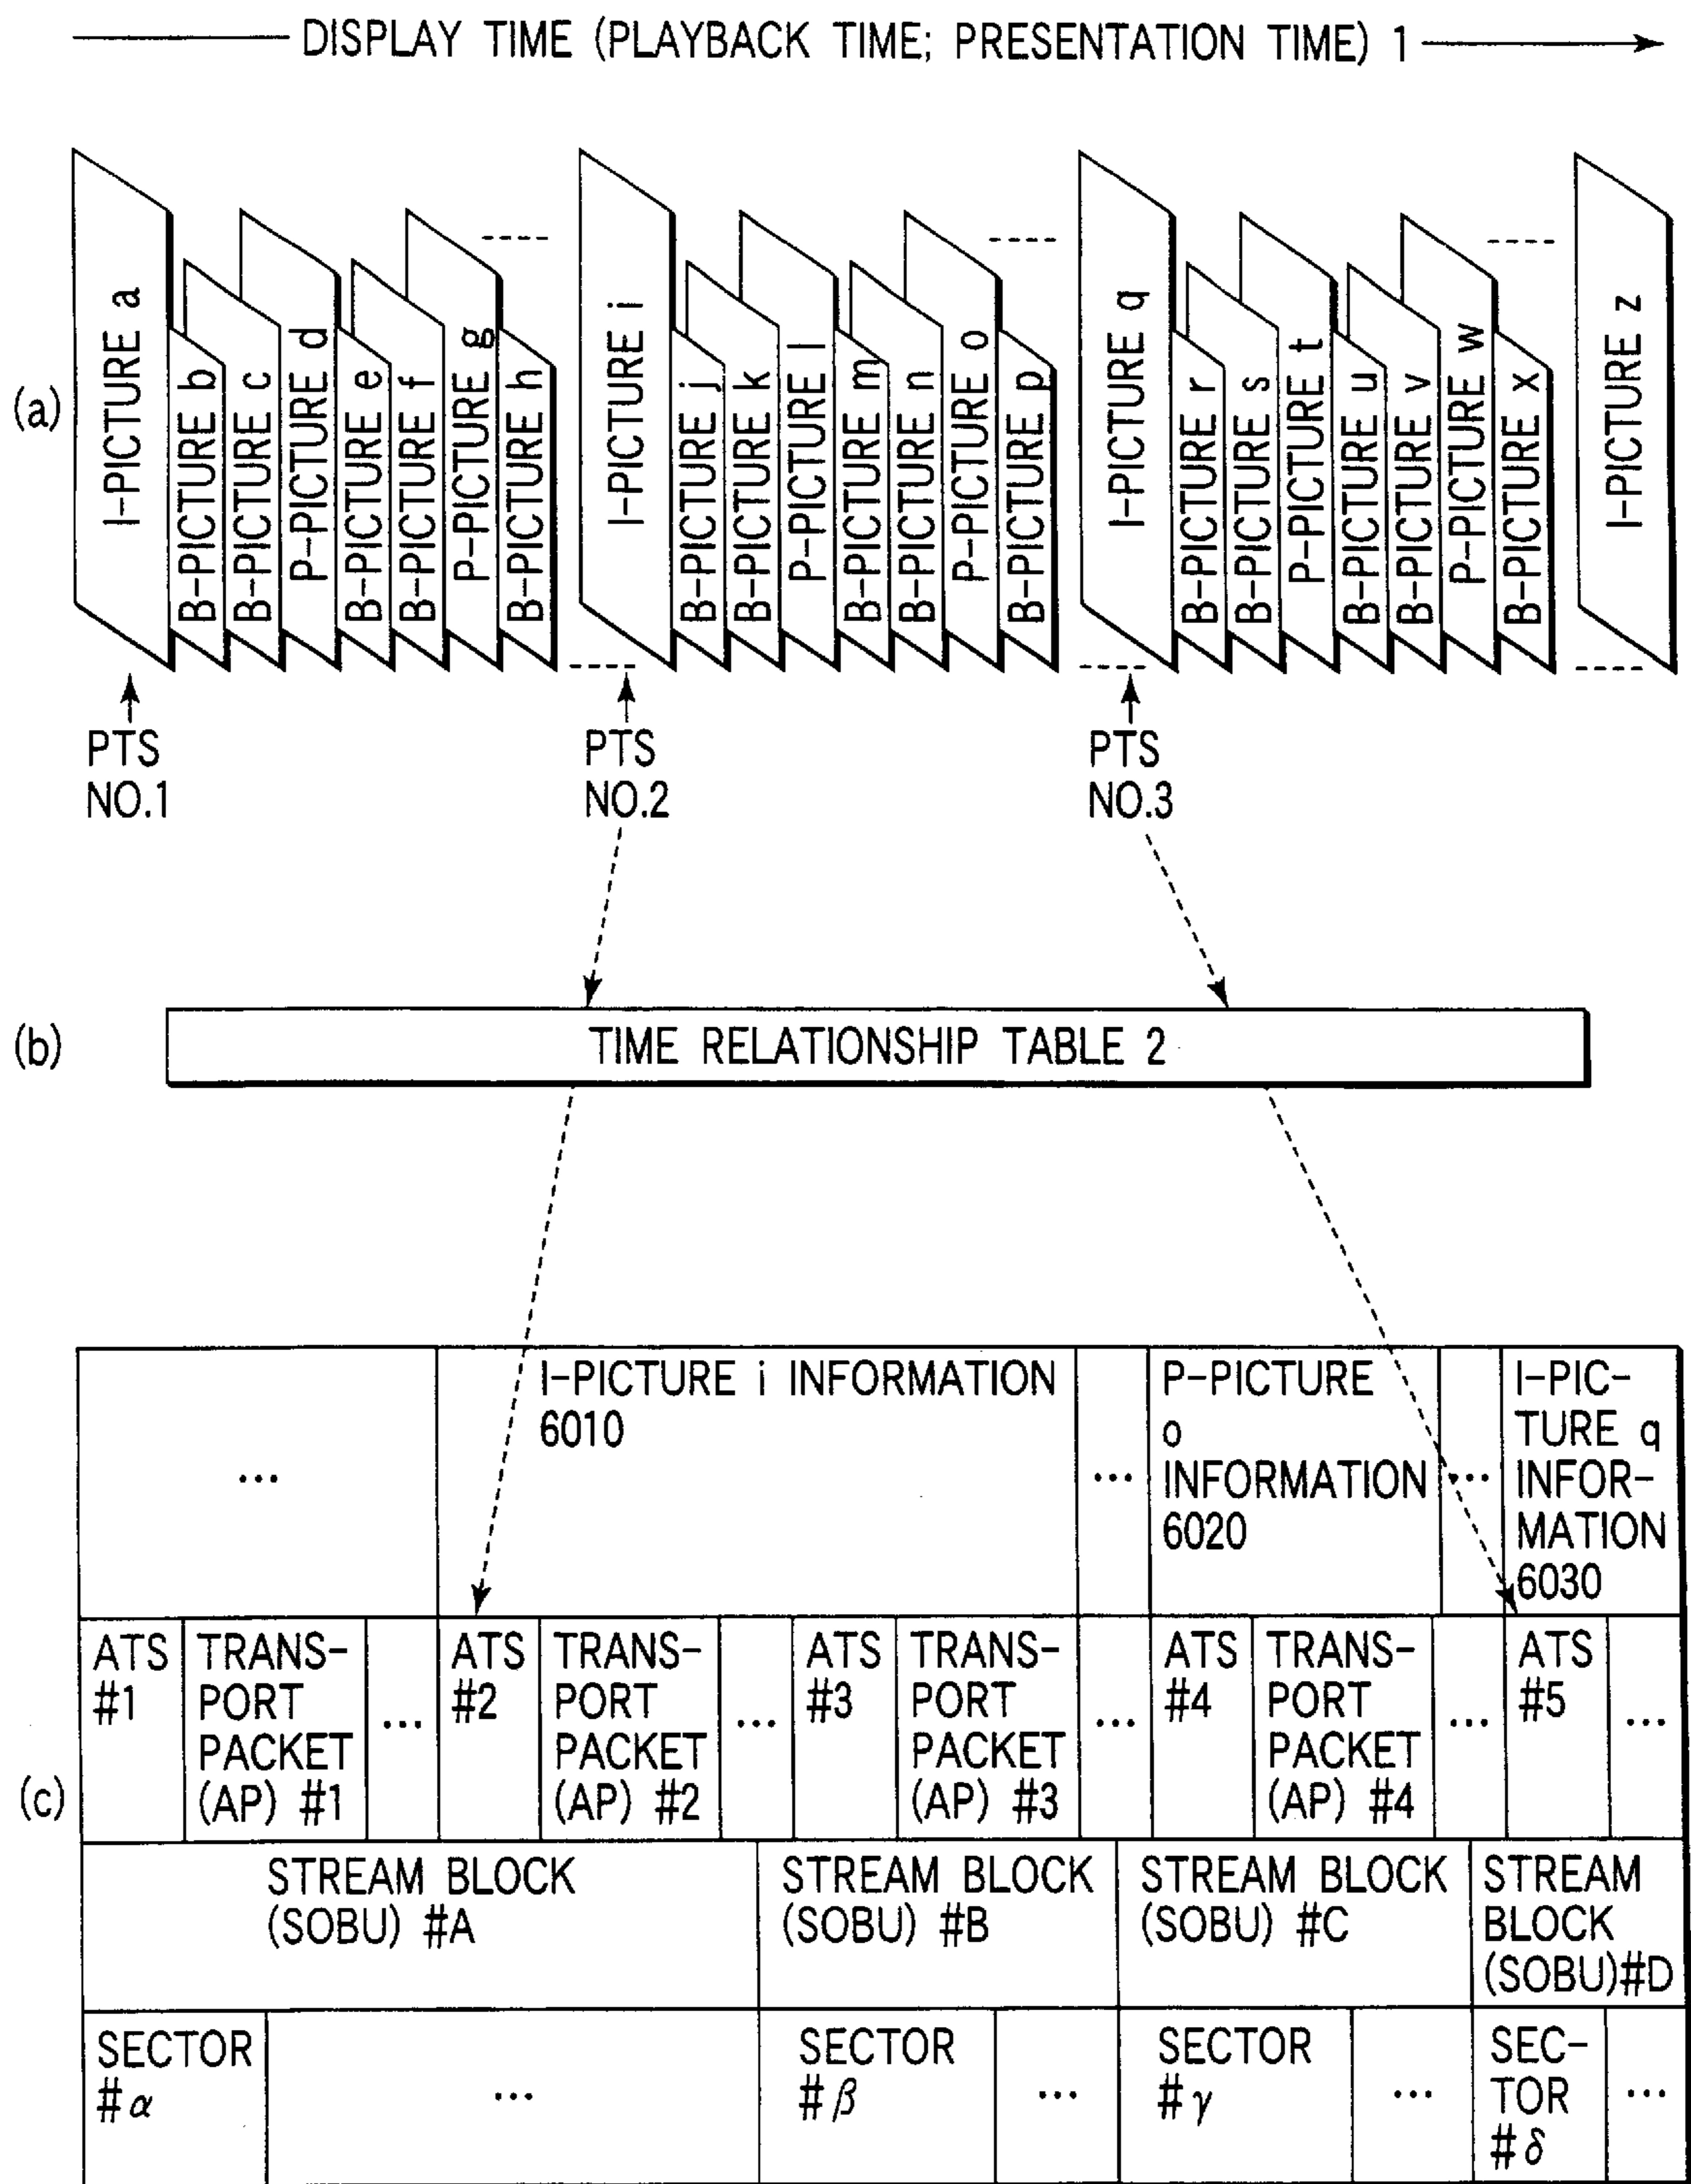 DISPLAY TIME (PLAYBACK TIME; PRESENTATION TIME) 1
(a)
I-PICTURE a
B-PICTURE b
B-PICTURE c
P-PICTURE d
B-PICTURE e
B-PICTURE f
P-PICTURE g
B-PICTURE h
I-PICTURE i
B-PICTURE j
B-PICTURE k
P-PICTURE l
B-PICTURE m
B-PICTURE n
P-PICTURE o
B-PICTURE p
I-PICTURE q
B-PICTURE r
B-PICTURE s
P-PICTURE t
B-PICTURE u
B-PICTURE v
P-PICTURE w
B-PICTURE x
I-PICTURE z
PTS
NO.1
PTS
NO.2
PTS
NO.3
(b)
TIME RELATIONSHIP TABLE 2
(c)
...
I-PICTURE i INFORMATION
6010
...
P-PICTURE
o
INFORMATION
6020
...
I-PIC-
TURE q
INFOR-
MATION
6030
ATS
#1
TRANS-
PORT
PACKET
(AP) #1
...
ATS
#2
TRANS-
PORT
PACKET
(AP) #2
...
ATS
#3
TRANS-
PORT
PACKET
(AP) #3
...
ATS
#4
TRANS-
PORT
PACKET
(AP) #4
...
ATS
#5
...
STREAM BLOCK
(SOBU) #A
STREAM BLOCK
(SOBU) #B
STREAM BLOCK
(SOBU) #C
STREAM
BLOCK
(SOBU)#D
SECTOR
#α
...
SECTOR
#β
...
SECTOR
#γ
...
SEC-
TOR
#δ
...